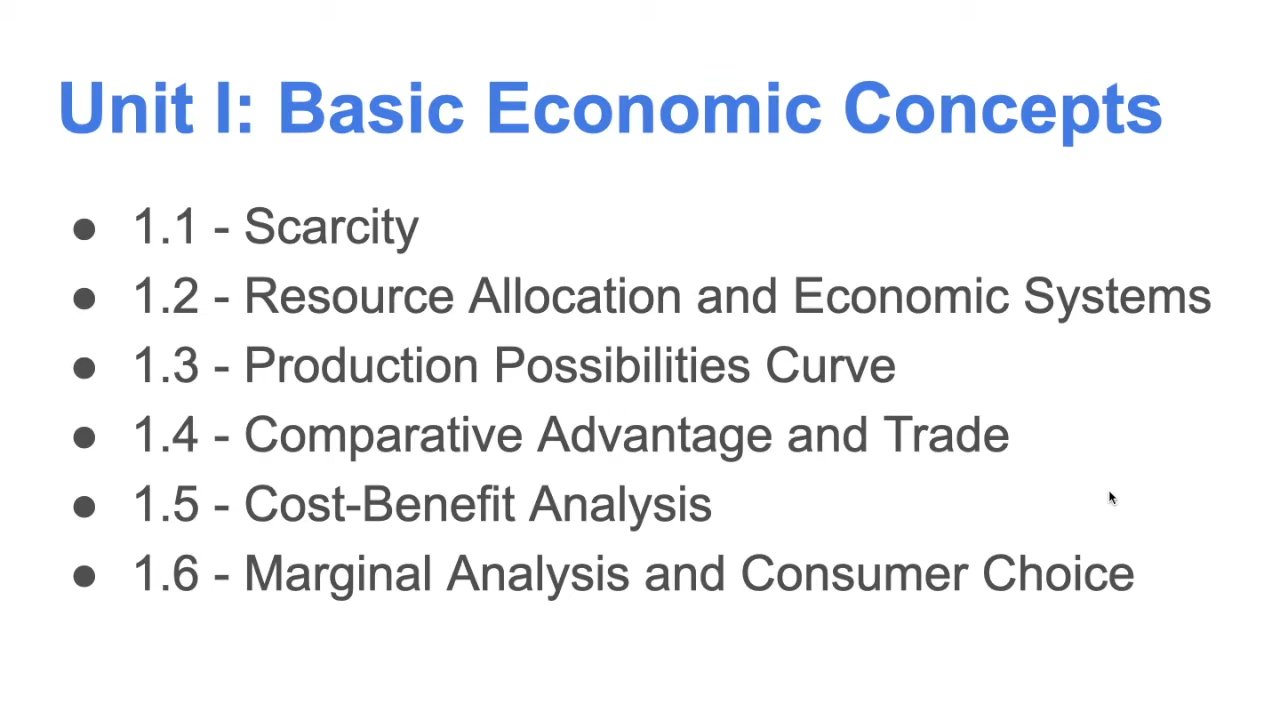 Unit I: Basic Economic Concepts
● 1.1 - Scarcity
● 1.2 - Resource Allocation and Economic Systems
● 1.3 - Production Possibilities Curve
● 1.4 - Comparative Advantage and Trade
● 1.5 - Cost-Benefit Analysis
● 1.6 - Marginal Analysis and Consumer Choice